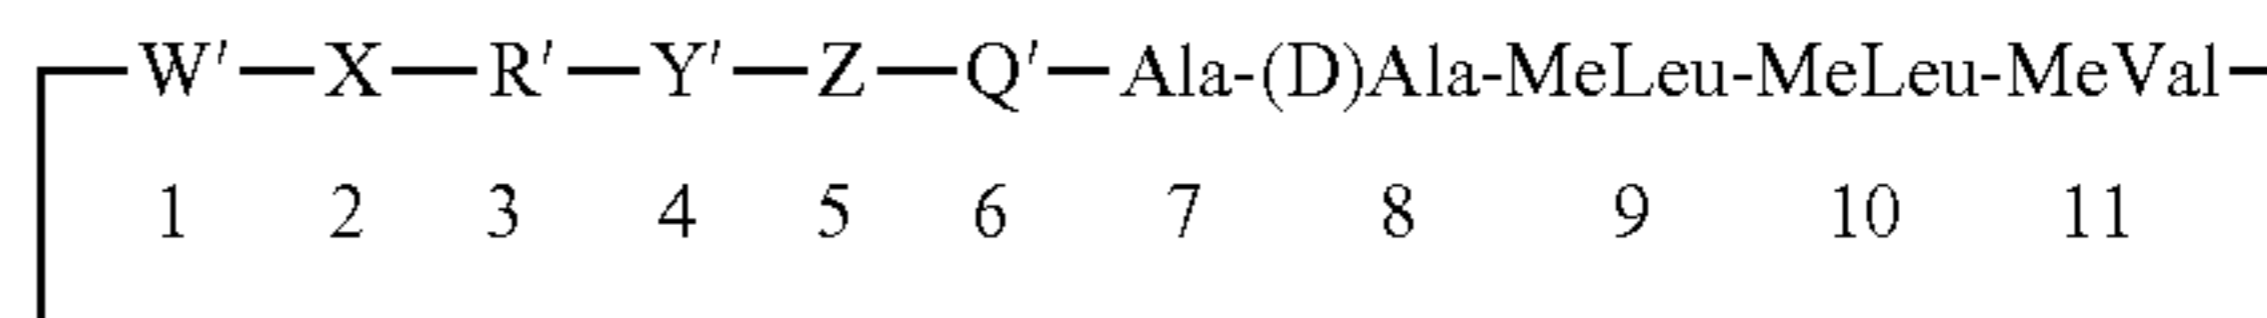 W′—X—R′—Y′—Z—Q′—Ala-(D)Ala-MeLeu-MeLeu-MeVal—
1 2 3 4 5 6 7 8 9 10 11